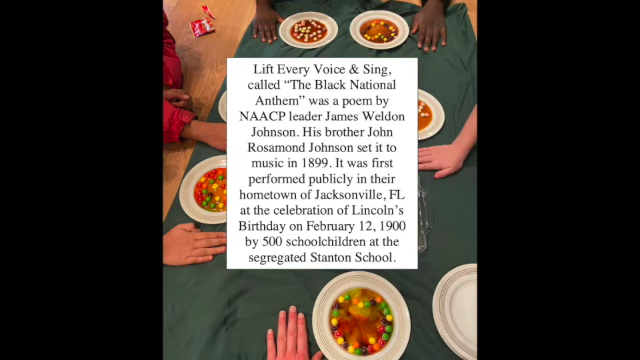 Lift Every Voice & Sing,
called “The Black National
Anthem” was a poem by
NAACP leader James Weldon
Johnson. His brother John
Rosamond Johnson set it to
music in 1899. It was first
performed publicly in their
hometown of Jacksonville, FL
at the celebration of Lincoln’s
Birthday on February 12, 1900
by 500 schoolchildren at the
segregated Stanton School.